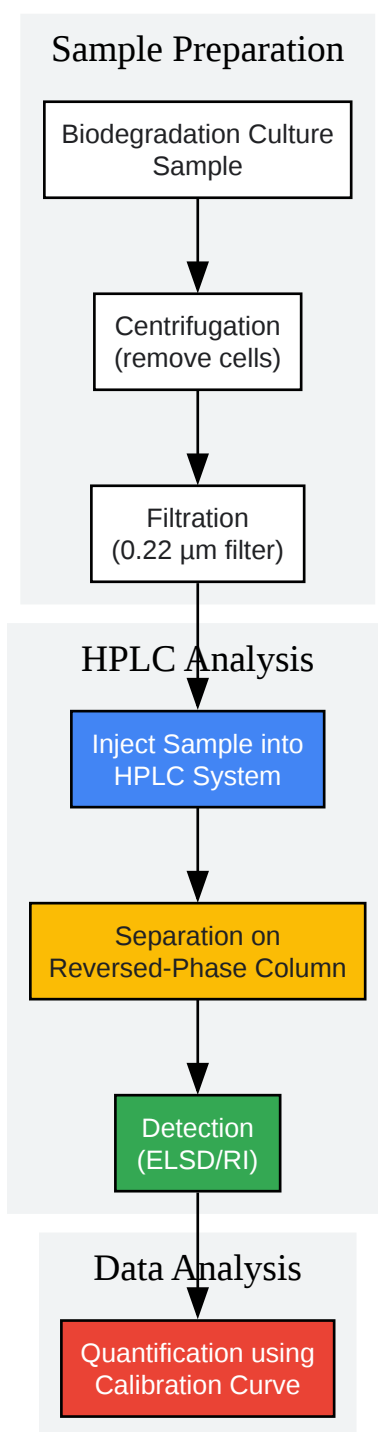 Sample Preparation
Biodegradation Culture
Sample
Centrifugation
(remove cells)
Filtration
(0.22 µm filter)
HPLC Analysis
Inject Sample into
HPLC System
Separation on
Reversed-Phase Column
Detection
(ELSD/RI)
Data Analysis
Quantification using
Calibration Curve